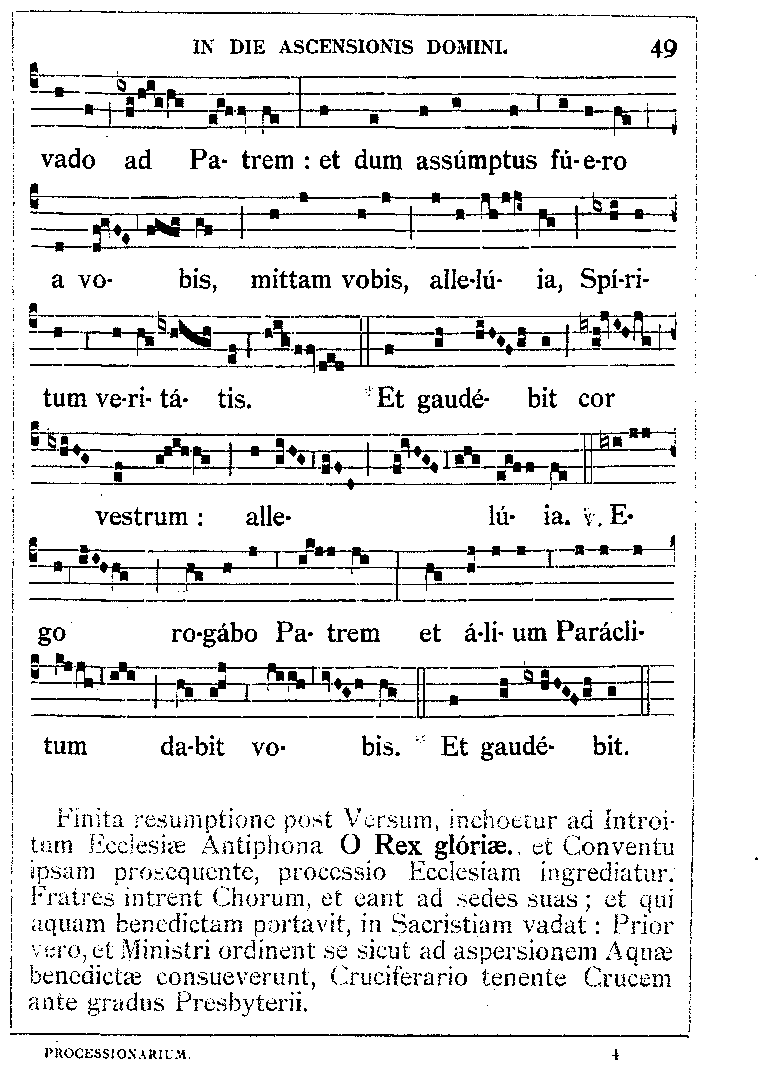 IN DIE ASCENSIONIS DOMINI. 49
vado ad Pa- trem : et dum assúmptus fú-e-ro
a vo- bis, mittam vobis, alle-lú- ia, Spí-ri-
tum ve-ri- tá- tis. *Et gaudé- bit cor
vestrum : alle- lú- ia. ℣. E-
go ro-gábo Pa- trem et á-li- um Parácli-
tum da-bit vo- bis. * Et gaudé- bit.
Finita resumptione post Versum, inchoetur ad Introi-
tum Ecclesiæ Antiphona O Rex glóriæ., et Conventu
ipsam prosequente, processio Ecclesiam ingrediatur.
Fratres intrent Chorum, et eant ad sedes suas ; et qui
aquam benedictam portavit, in Sacristiam vadat : Prior
vero, et Ministri ordinent se sicut ad aspersionem Aquæ
benedictæ consueverunt, Cruciferario tenente Crucem
ante gradus Presbyterii.
PROCESSIONARIUM. 4